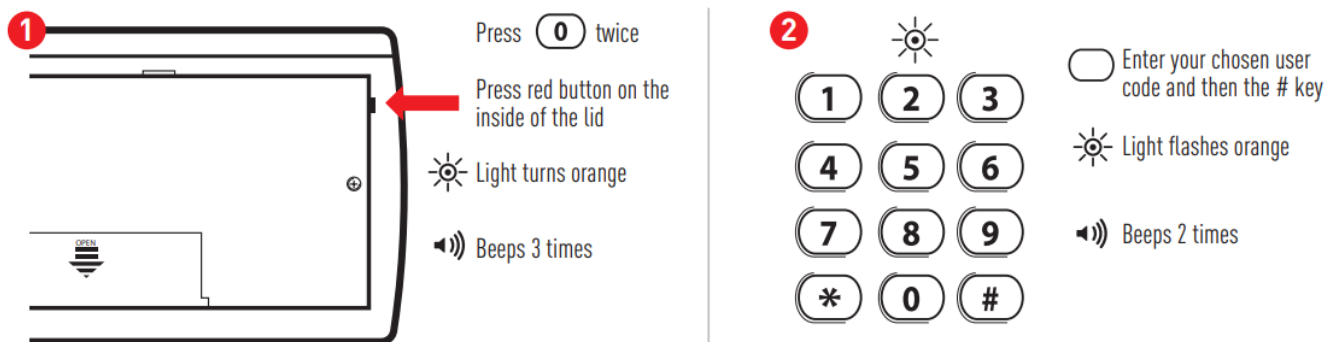 1
Press 0 twice
Press red button on the
inside of the lid
Light turns orange
Beeps 3 times
OPEN
2
1 2 3
4 5 6
7 8 9
* 0 #
Enter your chosen user
code and then the # key
Light flashes orange
Beeps 2 times